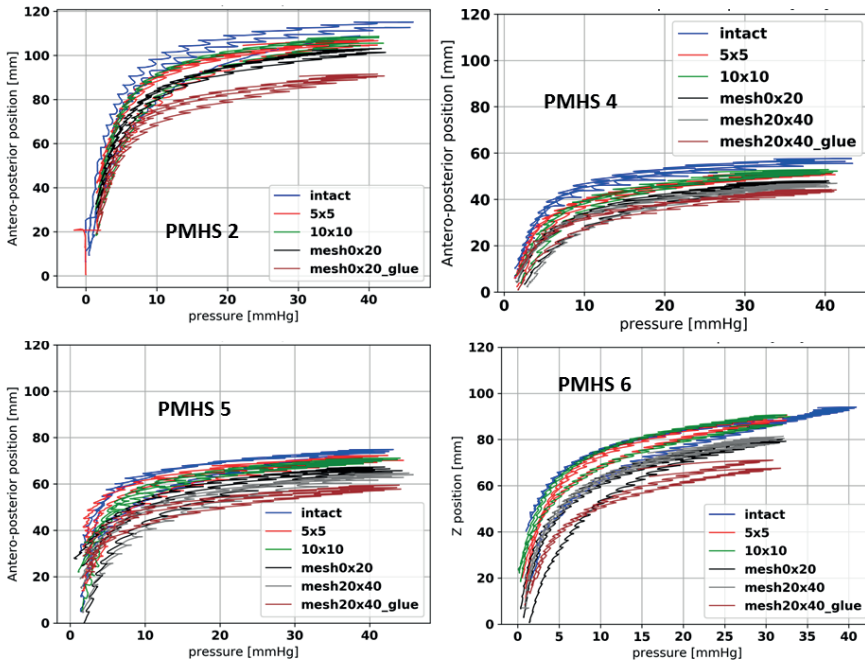 120
100
80
60
40
20
0
Antero-posterior position [mm]
PMHS 2
intact
5x5
10x10
mesh0x20
mesh0x20_glue
0 10 20 30 40
pressure [mmHg]
120
100
80
60
40
20
0
Antero-posterior position [mm]
PMHS 4
intact
5x5
10x10
mesh0x20
mesh20x40
mesh20x40_glue
0 10 20 30 40
pressure [mmHg]
120
100
80
60
40
20
0
Antero-posterior position [mm]
PMHS 5
intact
5x5
10x10
mesh0x20
mesh20x40
mesh20x40_glue
0 10 20 30 40
pressure [mmHg]
120
100
80
60
40
20
0
Z position [mm]
PMHS 6
intact
5x5
10x10
mesh0x20
mesh20x40
mesh20x40_glue
0 5 10 15 20 25 30 35 40
pressure [mmHg]